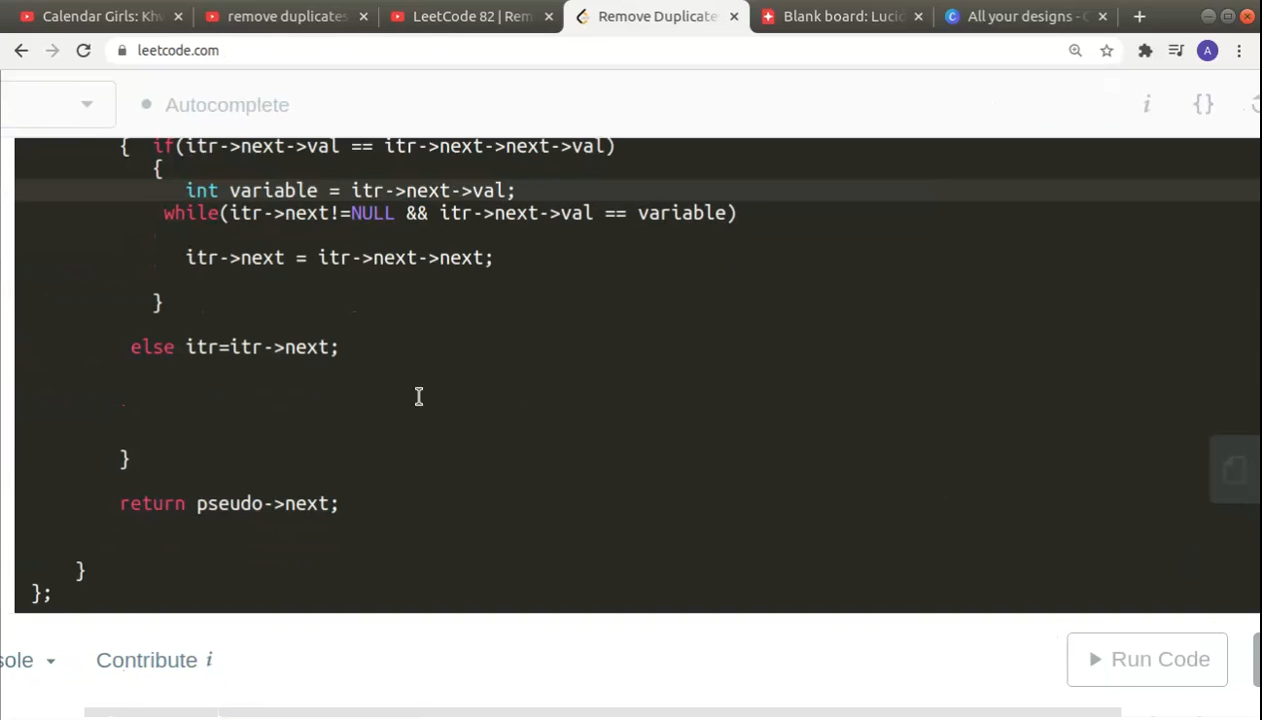 Calendar Girls: Kh
remove duplicates
LeetCode 82 | Rem
Remove Duplicate
Blank board: Lucid
All your designs - C
leetcode.com
A
Autocomplete
i {}
{ if(itr->next->val == itr->next->next->val)
{
int variable = itr->next->val;
while(itr->next!=NULL && itr->next->val == variable)
itr->next = itr->next->next;
}
else itr=itr->next;
}
return pseudo->next;
}
};
sole
Contribute i
Run Code